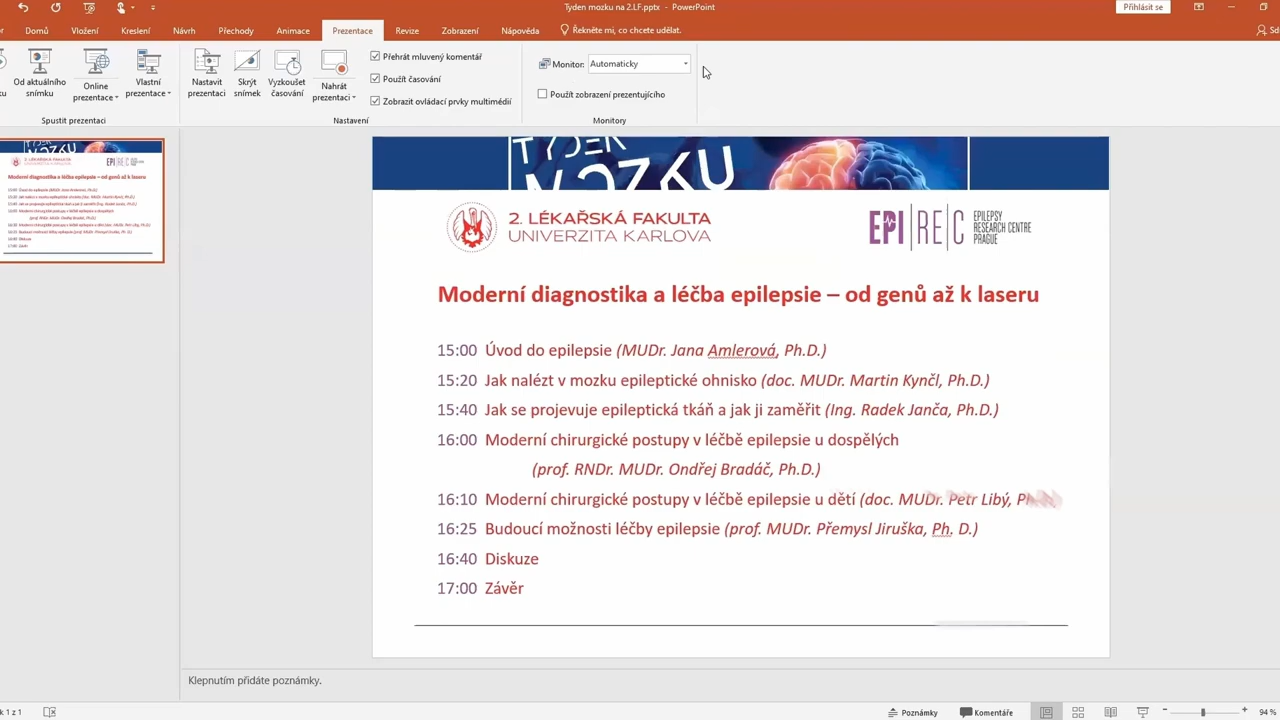 Tyden mozku na 2.LF.pptx - PowerPoint
Přihlásit se
Domů Vložení Kreslení Návrh Přechody Animace Prezentace Revize Zobrazení Nápověda Řekněte mi, co chcete udělat.
Od aktuálního snímku
Online prezentace
Vlastní prezentace
Nastavit prezentaci
Skrýt snímek
Vyzkoušet časování
Nahrát prezentaci
Přehrát mluvený komentář
Použít časování
Zobrazit ovládací prvky multimédií
Monitor: Automaticky
Použít zobrazení prezentujícího
Spustit prezentaci
Nastavení
Monitory
TÝDEN
MOZKU
2. LÉKAŘSKÁ FAKULTA
UNIVERZITA KARLOVA
EPI|RE|C
EPILEPSY
RESEARCH CENTRE
PRAGUE
Moderní diagnostika a léčba epilepsie – od genů až k laseru
15:00 Úvod do epilepsie (MUDr. Jana Amlerová, Ph.D.)
15:20 Jak nalézt v mozku epileptické ohnisko (doc. MUDr. Martin Kynčl, Ph.D.)
15:40 Jak se projevuje epileptická tkáň a jak ji zaměřit (Ing. Radek Janča, Ph.D.)
16:00 Moderní chirurgické postupy v léčbě epilepsie u dospělých
(prof. RNDr. MUDr. Ondřej Bradáč, Ph.D.)
16:10 Moderní chirurgické postupy v léčbě epilepsie u dětí (doc. MUDr. Petr Libý,
16:25 Budoucí možnosti léčby epilepsie (prof. MUDr. Přemysl Jiruška, Ph. D.)
16:40 Diskuze
17:00 Závěr
Klepnutím přidáte poznámky.
k 1 z 1
Poznámky
Komentáře
94 %